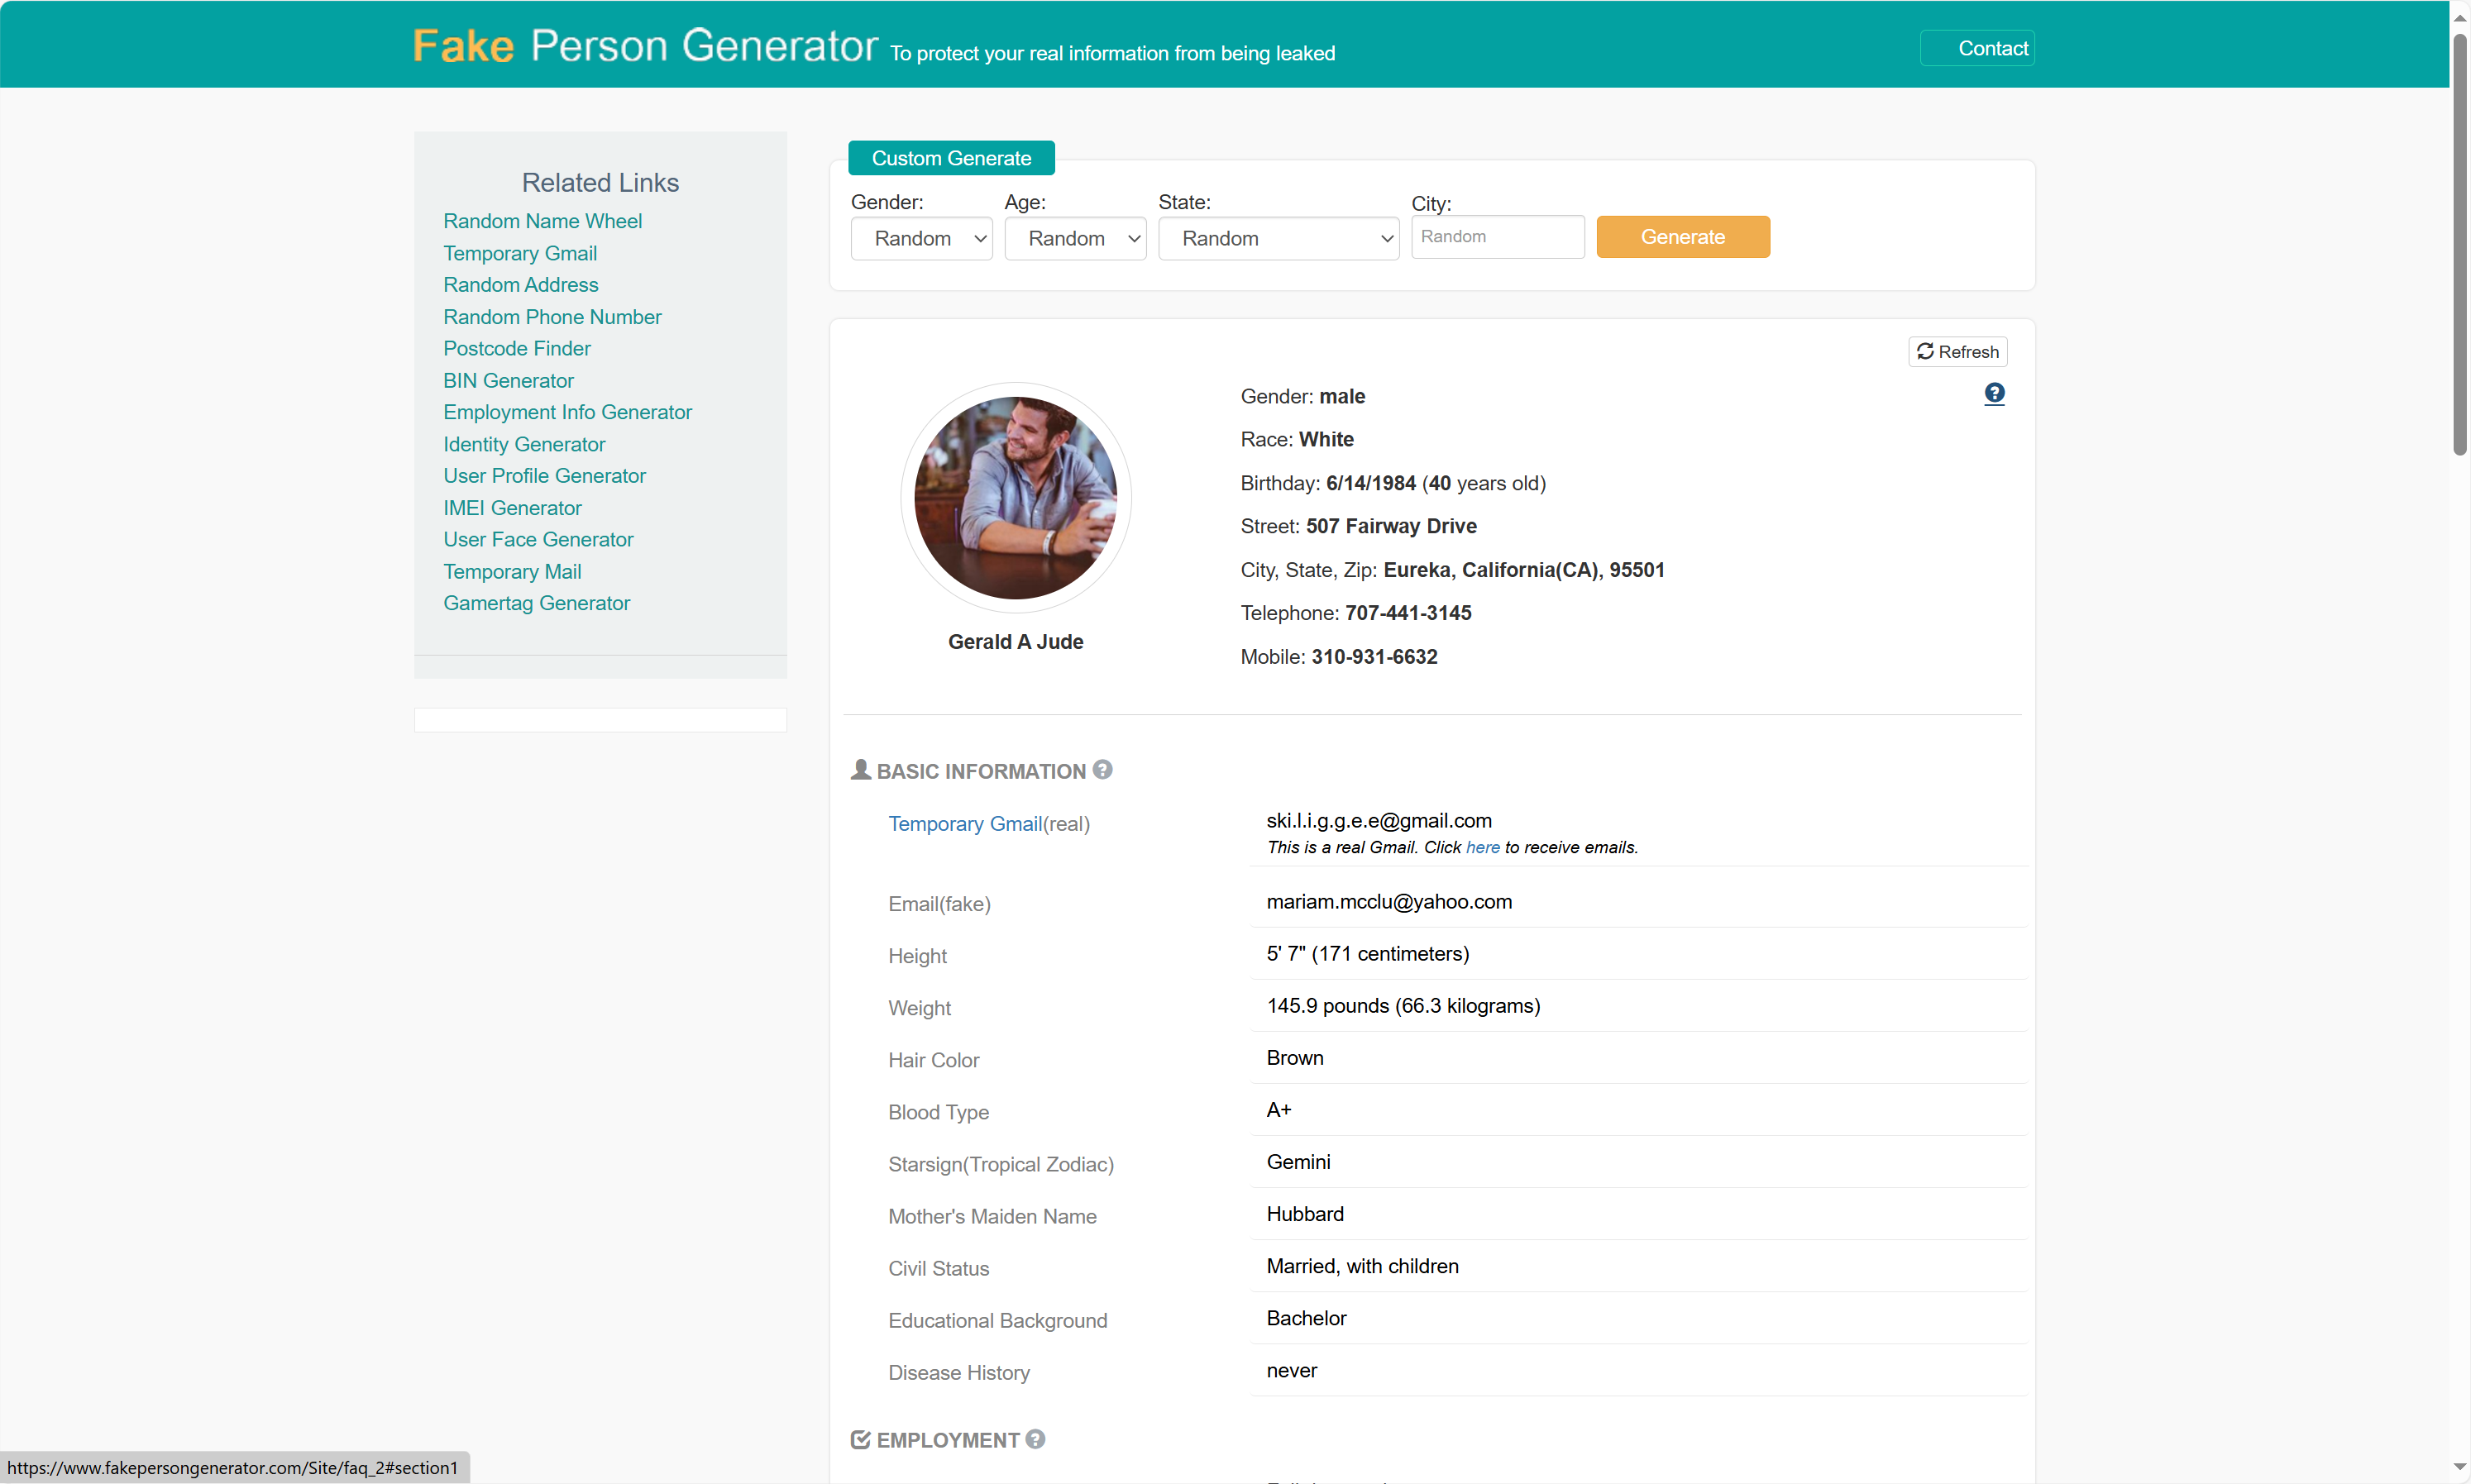 Fake Person Generator To protect your real information from being leaked
Contact
Related Links
Random Name Wheel
Temporary Gmail
Random Address
Random Phone Number
Postcode Finder
BIN Generator
Employment Info Generator
Identity Generator
User Profile Generator
IMEI Generator
User Face Generator
Temporary Mail
Gamertag Generator
Custom Generate
Gender: Age: State: City:
Random Random Random Random Generate
Refresh
Gerald A Jude
Gender: male
Race: White
Birthday: 6/14/1984 (40 years old)
Street: 507 Fairway Drive
City, State, Zip: Eureka, California(CA), 95501
Telephone: 707-441-3145
Mobile: 310-931-6632
BASIC INFORMATION
Temporary Gmail(real) ski.l.i.g.g.e.e@gmail.com
This is a real Gmail. Click here to receive emails.
Email(fake) mariam.mcclu@yahoo.com
Height 5' 7" (171 centimeters)
Weight 145.9 pounds (66.3 kilograms)
Hair Color Brown
Blood Type A+
Starsign(Tropical Zodiac) Gemini
Mother's Maiden Name Hubbard
Civil Status Married, with children
Educational Background Bachelor
Disease History never
EMPLOYMENT
https://www.fakepersongenerator.com/Site/faq_2#section1